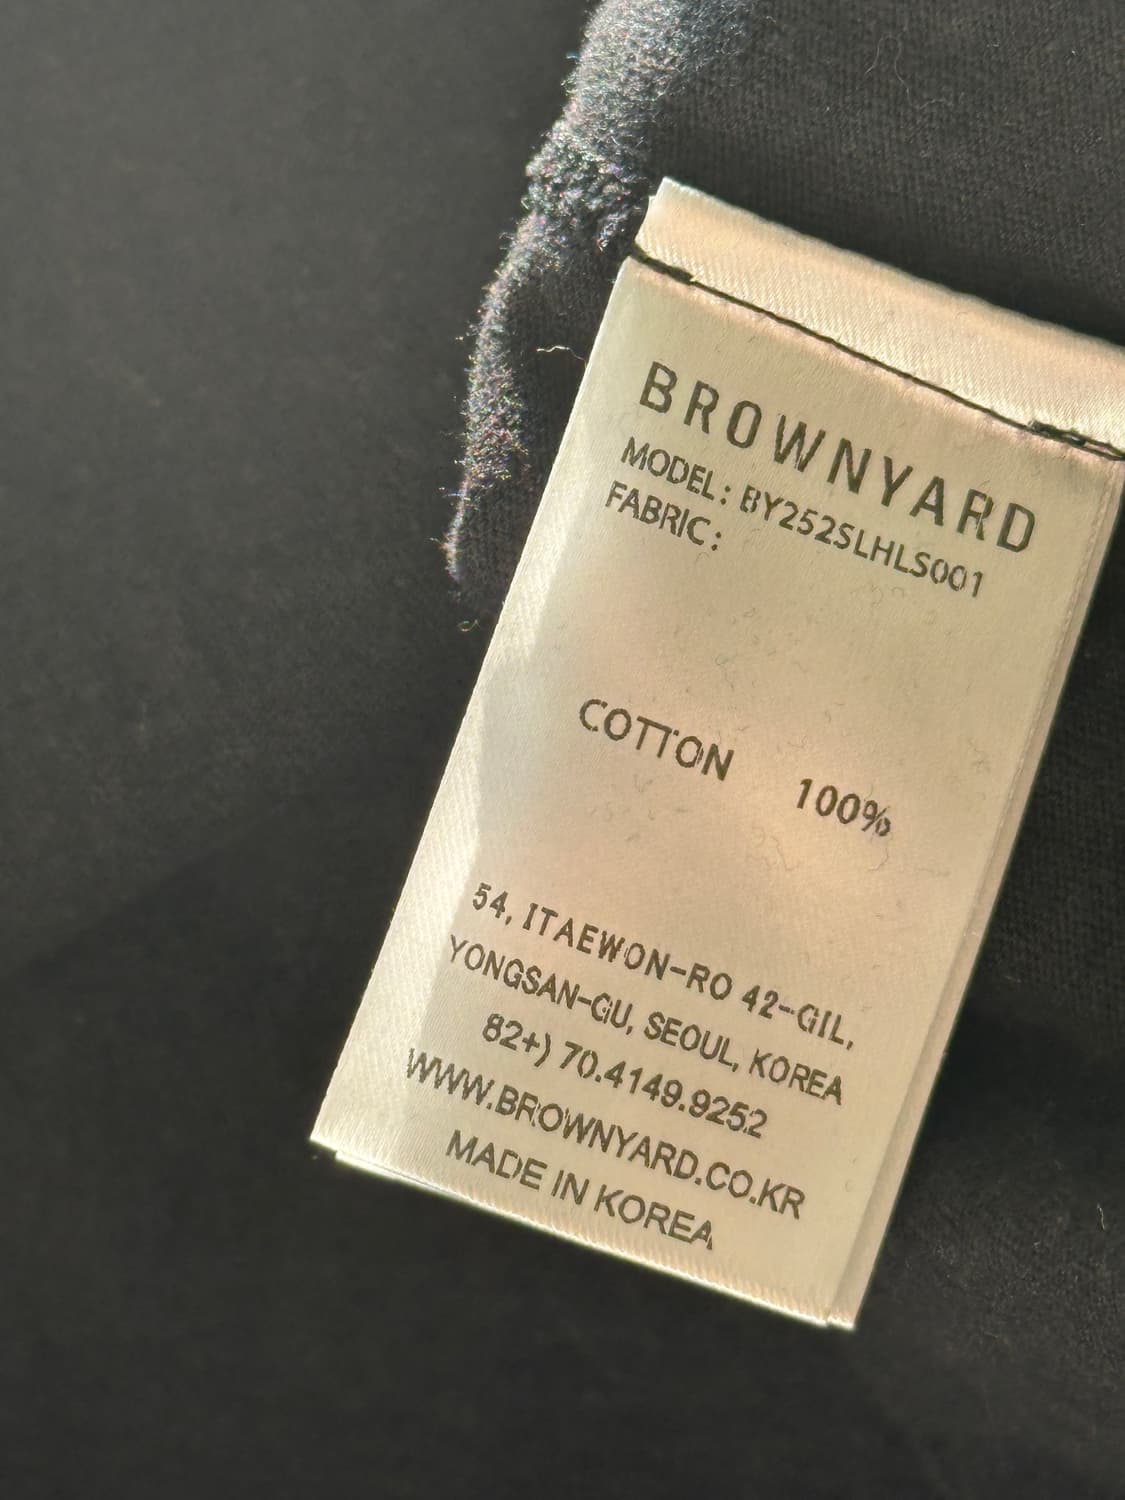 BROWNYARD
MODEL: BY252SLHLS001
FABRIC:
COTTON 100%
54, ITAEWON-RO 42-GIL,
YONGSAN-GU, SEOUL, KOREA
82+) 70.4149.9252
WWW.BROWNYARD.CO.KR
MADE IN KOREA